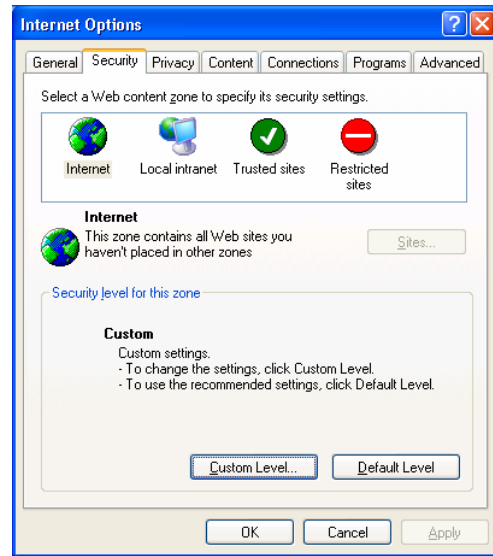 Internet Options
General Security Privacy Content Connections Programs Advanced
Select a Web content zone to specify its security settings.
Internet Local intranet Trusted sites Restricted
sites
Internet
This zone contains all Web sites you
haven't placed in other zones
Sites...
Security level for this zone
Custom
Custom settings.
- To change the settings, click Custom Level.
- To use the recommended settings, click Default Level.
Custom Level... Default Level
OK Cancel Apply